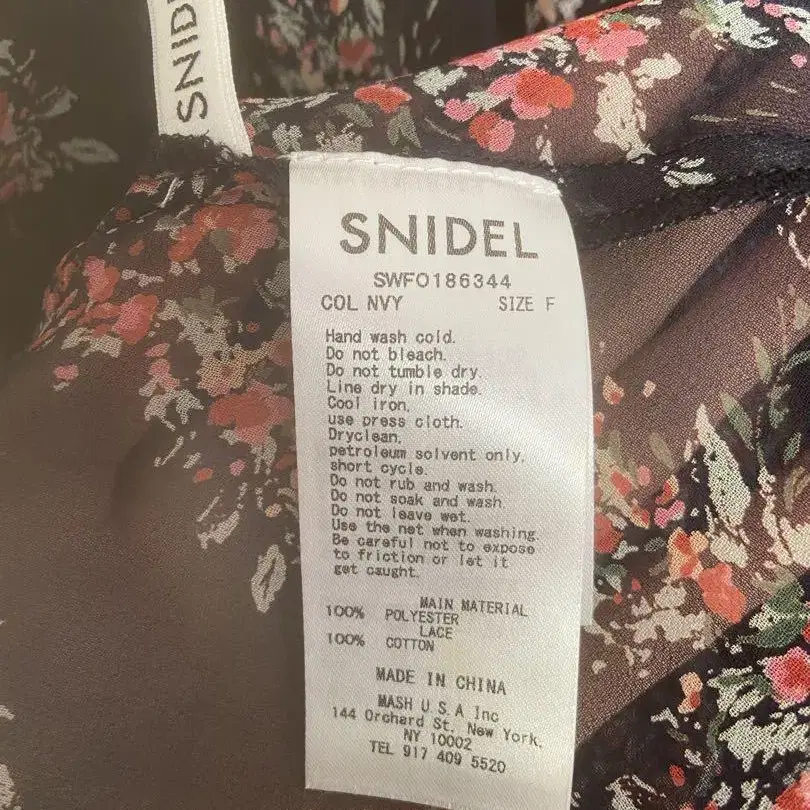 SNID
SNIDEL
SWFO186344
COL NVY SIZE F
Hand wash cold.
Do not bleach.
Do not tumble dry.
Line dry in shade.
Cool iron.
use press cloth.
Dryclean.
petroleum solvent only.
short cycle.
Do not rub and wash.
Do not soak and wash.
Do not leave wet.
Use the net when washing.
Be careful not to expose
to friction or let it
get caught.
MAIN MATERIAL
100% POLYESTER
LACE
100% COTTON
MADE IN CHINA
MASH U.S.A Inc
144 Orchard St. New York,
NY 10002
TEL 917 409 5520